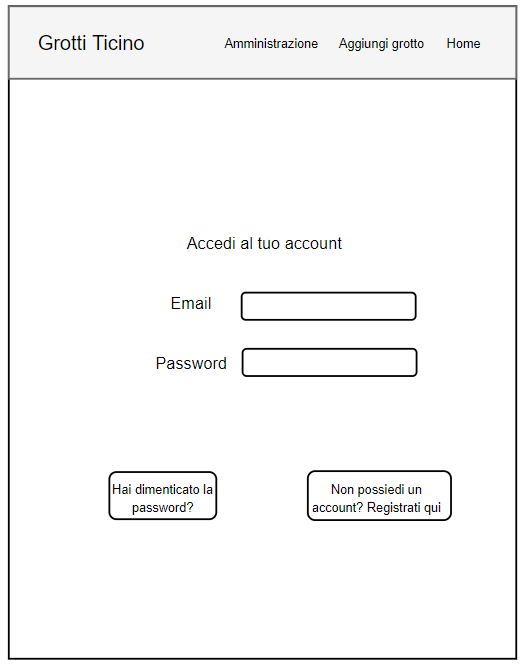 Grotti Ticino Amministrazione Aggiungi grotto Home
Accedi al tuo account
Email
Password
Hai dimenticato la
password?
Non possiedi un
account? Registrati qui